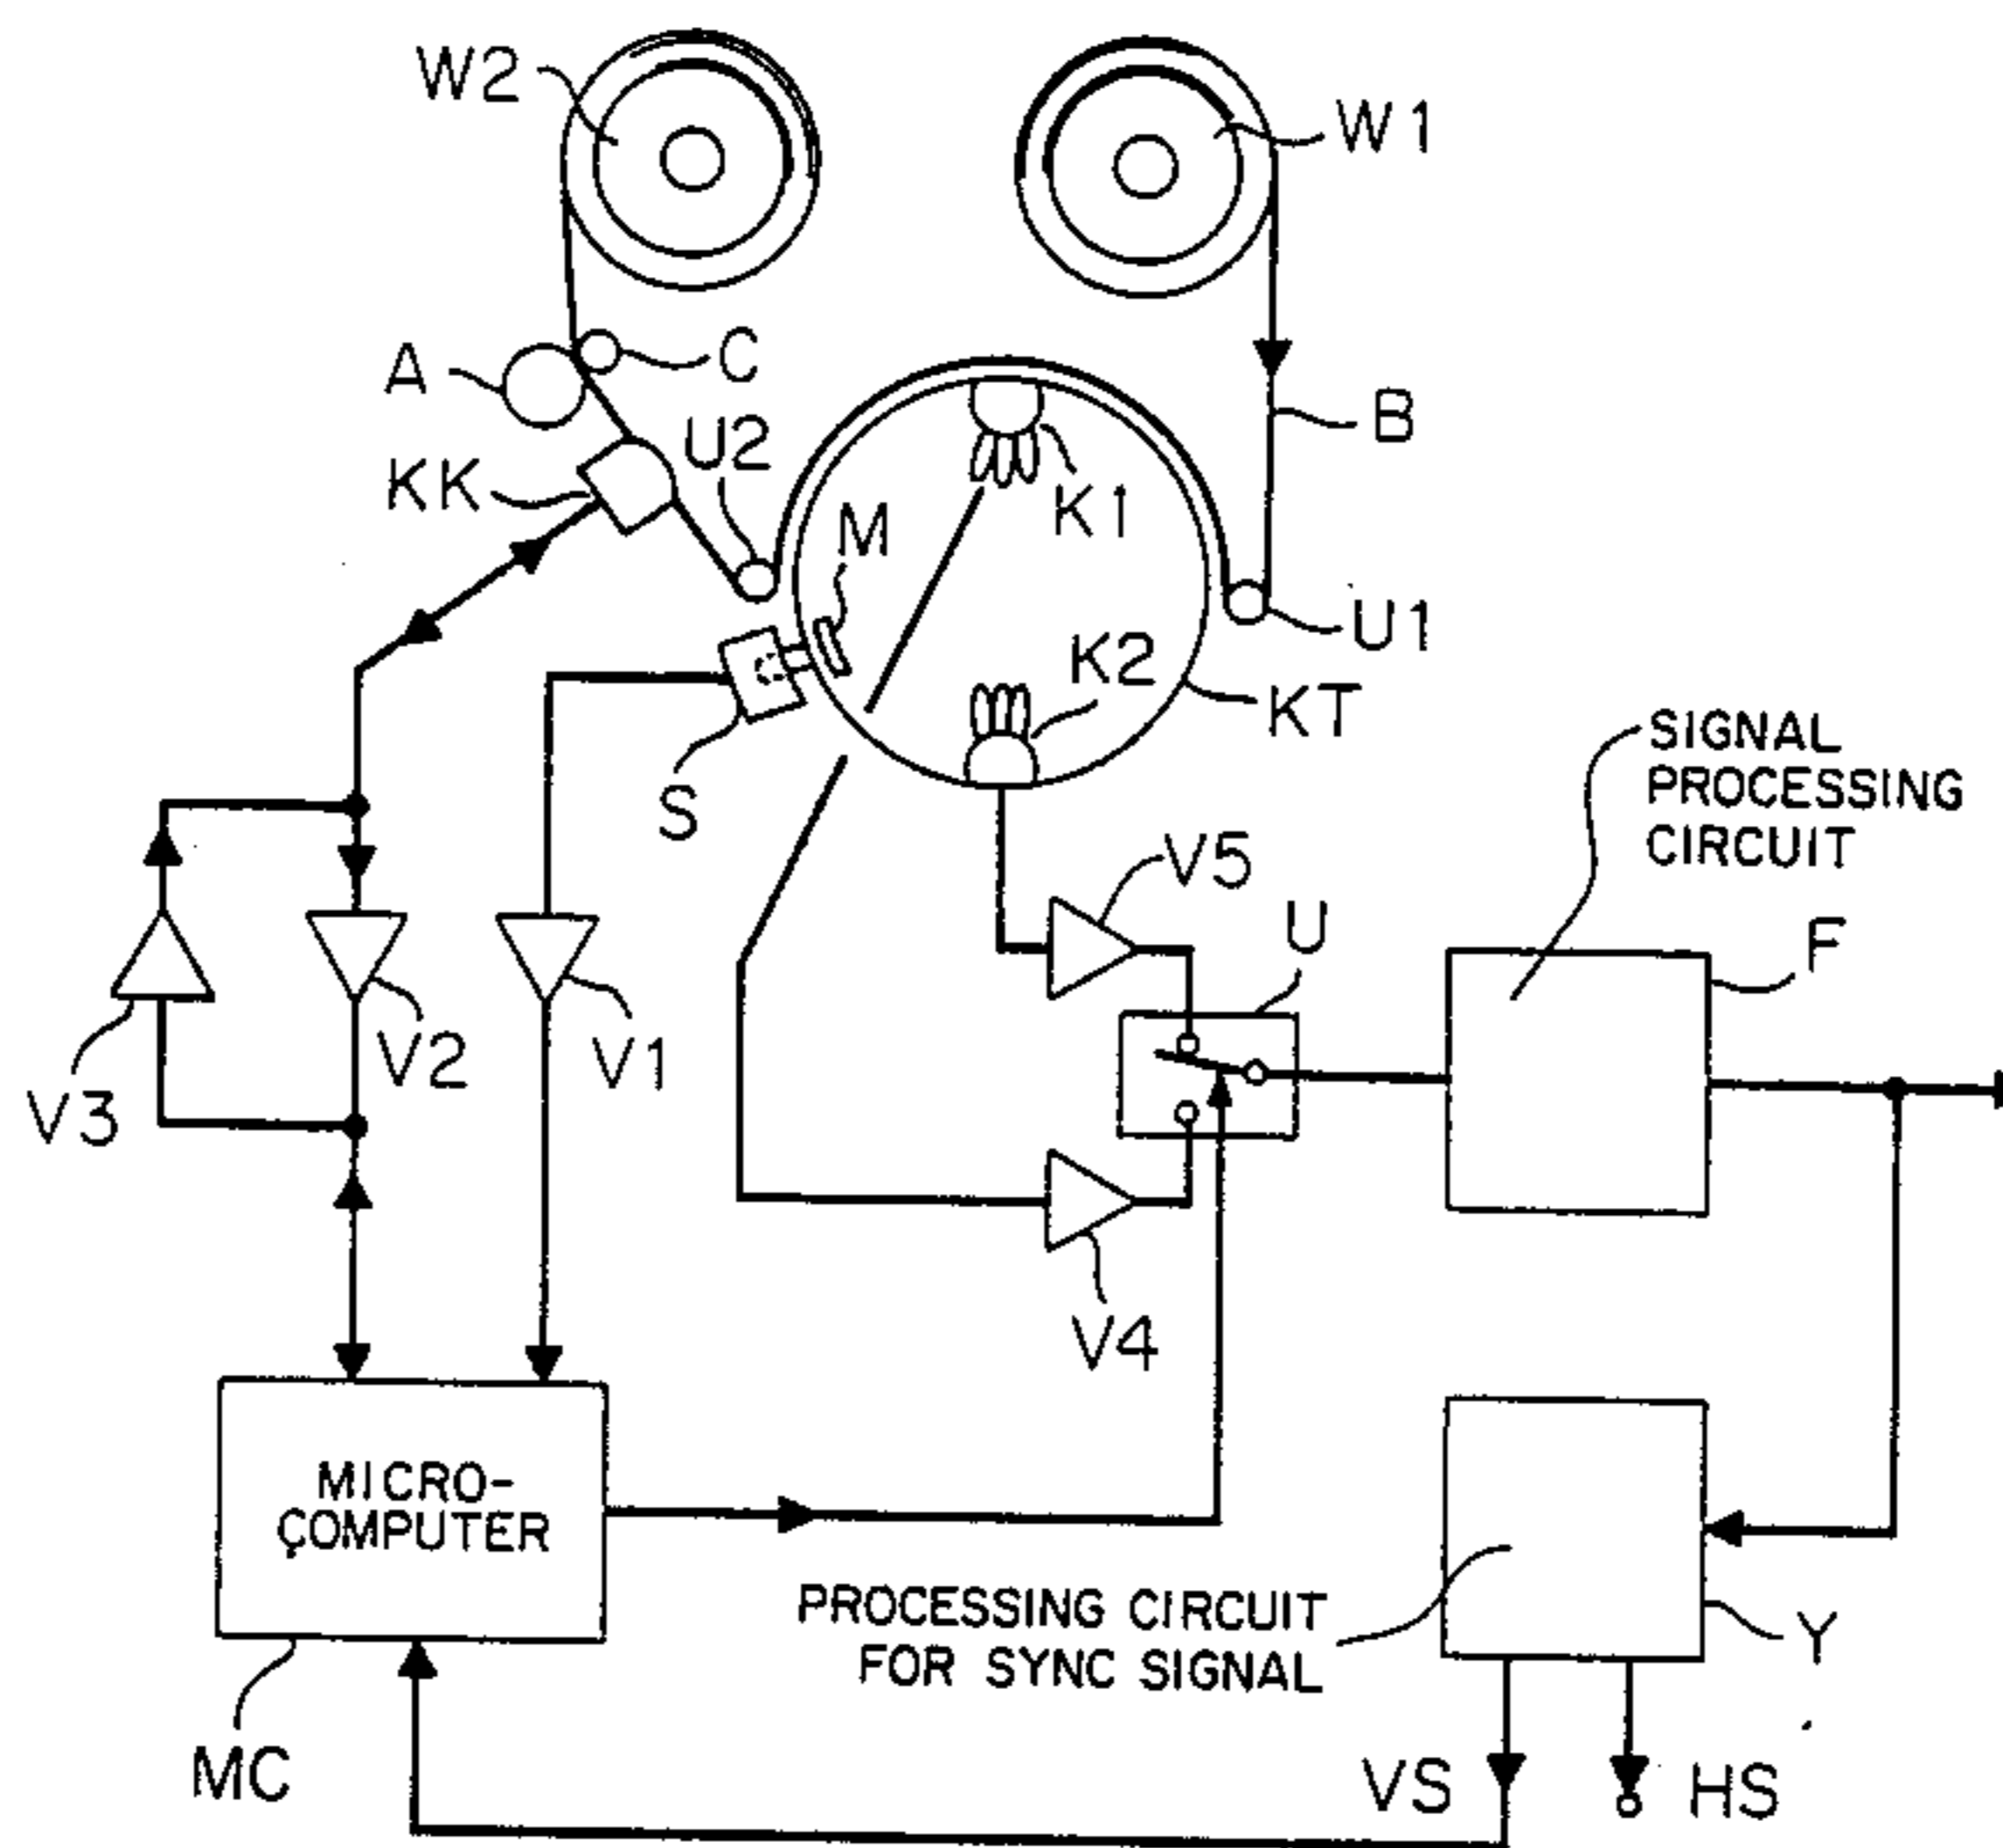 W2
W1
A
C
B
U2
KK
K1
M
U1
K2
KT
SIGNAL
PROCESSING
CIRCUIT
S
V5
U
F
V2
V1
V3
V4
MICRO-
COMPUTER
PROCESSING CIRCUIT
FOR SYNC SIGNAL
Y
MC
VS
HS